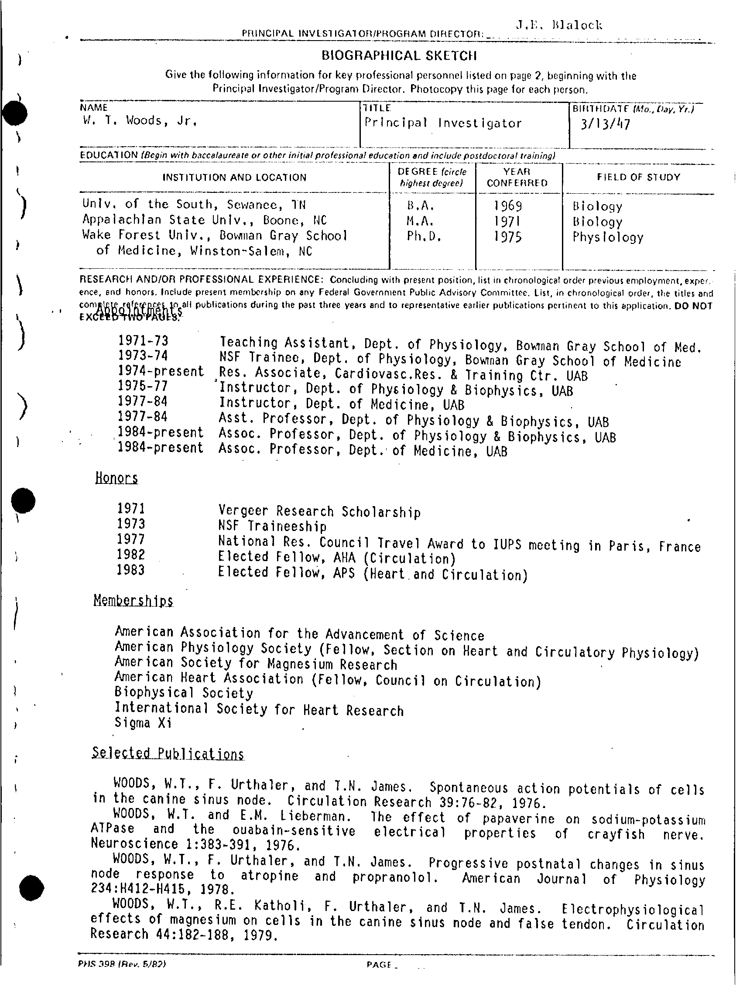 PRINCIPAL INVESTIGATOR/PROGRAM DIRECTOR: J.E. Blalock
BIOGRAPHICAL SKETCH
Give the following information for key professional personnel listed on page 2, beginning with the
Principal Investigator/Program Director. Photocopy this page for each person.
NAME TITLE BIRTHDATE (Mo., Day, Yr.)
W. T. Woods, Jr. Principal Investigator 3/13/47
EDUCATION (Begin with baccalaureate or other initial professional education and include postdoctoral training)
INSTITUTION AND LOCATION DEGREE (circle highest degree) YEAR CONFERRED FIELD OF STUDY
Univ. of the South, Sewanee, TN B.A. 1969 Biology
Appalachian State Univ., Boone, NC M.A. 1971 Biology
Wake Forest Univ., Bowman Gray School Ph.D. 1975 Physiology
of Medicine, Winston-Salem, NC
RESEARCH AND/OR PROFESSIONAL EXPERIENCE: Concluding with present position, list in chronological order previous employment, exper-
ence, and honors. Include present membership on any Federal Government Public Advisory Committee. List, in chronological order, the titles and
complete references to all publications during the past three years and to representative earlier publications pertinent to this application. DO NOT
EXCEED TWO PAGES.
Appointments
1971-73 Teaching Assistant, Dept. of Physiology, Bowman Gray School of Med.
1973-74 NSF Trainee, Dept. of Physiology, Bowman Gray School of Medicine
1974-present Res. Associate, Cardiovasc.Res. & Training Ctr. UAB
1975-77 Instructor, Dept. of Physiology & Biophysics, UAB
1977-84 Instructor, Dept. of Medicine, UAB
1977-84 Asst. Professor, Dept. of Physiology & Biophysics, UAB
1984-present Assoc. Professor, Dept. of Physiology & Biophysics, UAB
1984-present Assoc. Professor, Dept. of Medicine, UAB
Honors
1971 Vergeer Research Scholarship
1973 NSF Traineeship
1977 National Res. Council Travel Award to IUPS meeting in Paris, France
1982 Elected Fellow, AHA (Circulation)
1983 Elected Fellow, APS (Heart and Circulation)
Memberships
American Association for the Advancement of Science
American Physiology Society (Fellow, Section on Heart and Circulatory Physiology)
American Society for Magnesium Research
American Heart Association (Fellow, Council on Circulation)
Biophysical Society
International Society for Heart Research
Sigma Xi
Selected Publications
WOODS, W.T., F. Urthaler, and T.N. James. Spontaneous action potentials of cells
in the canine sinus node. Circulation Research 39:76-82, 1976.
WOODS, W.T. and E.M. Lieberman. The effect of papaverine on sodium-potassium
ATPase and the ouabain-sensitive electrical properties of crayfish nerve.
Neuroscience 1:383-391, 1976.
WOODS, W.T., F. Urthaler, and T.N. James. Progressive postnatal changes in sinus
node response to atropine and propranolol. American Journal of Physiology
234:H412-H415, 1978.
WOODS, W.T., R.E. Katholi, F. Urthaler, and T.N. James. Electrophysiological
effects of magnesium on cells in the canine sinus node and false tendon. Circulation
Research 44:182-188, 1979.
PHS 398 (Rev. 5/82) PAGE